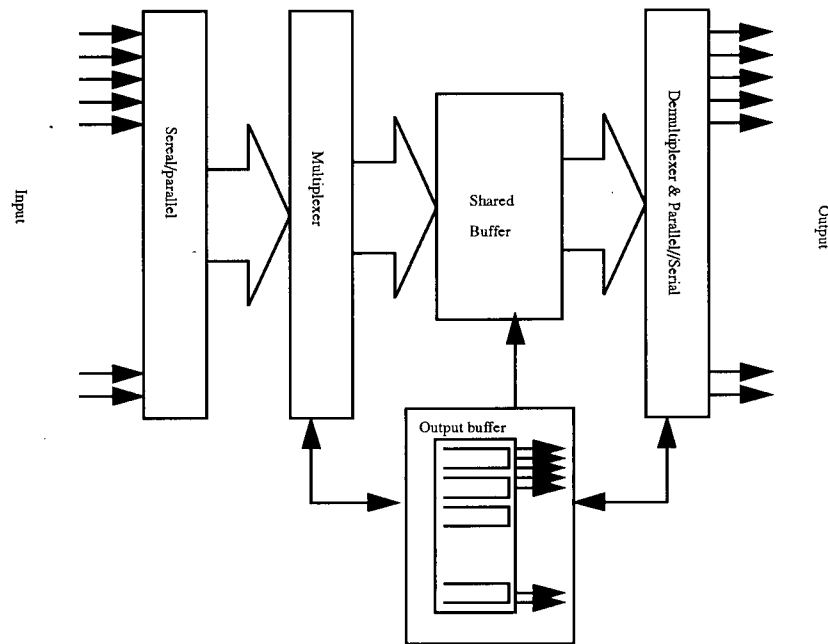 Input
Sereal/parallel
Multiplexer
Shared
Buffer
Demultiplexer & Parallel//Serial
Output
Output buffer